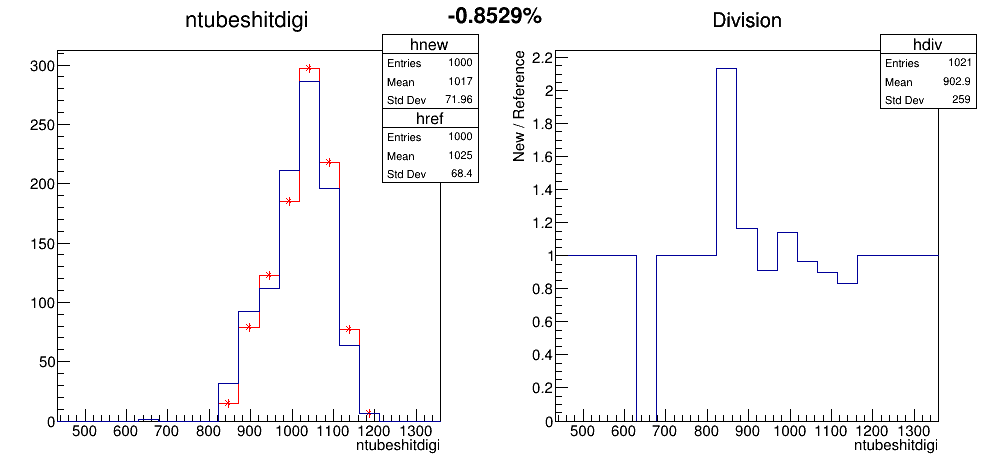 -0.8529%
ntubeshitdigi
hnew
Entries 1000
Mean 1017
Std Dev 71.96
href
Entries 1000
Mean 1025
Std Dev 68.4
300
250
200
150
100
50
0
500 600 700 800 900 1000 1100 1200 1300
ntubeshitdigi
Division
hdiv
Entries 1021
Mean 902.9
Std Dev 259
New / Reference
2.2
2
1.8
1.6
1.4
1.2
1
0.8
0.6
0.4
0.2
0
500 600 700 800 900 1000 1100 1200 1300
ntubeshitdigi